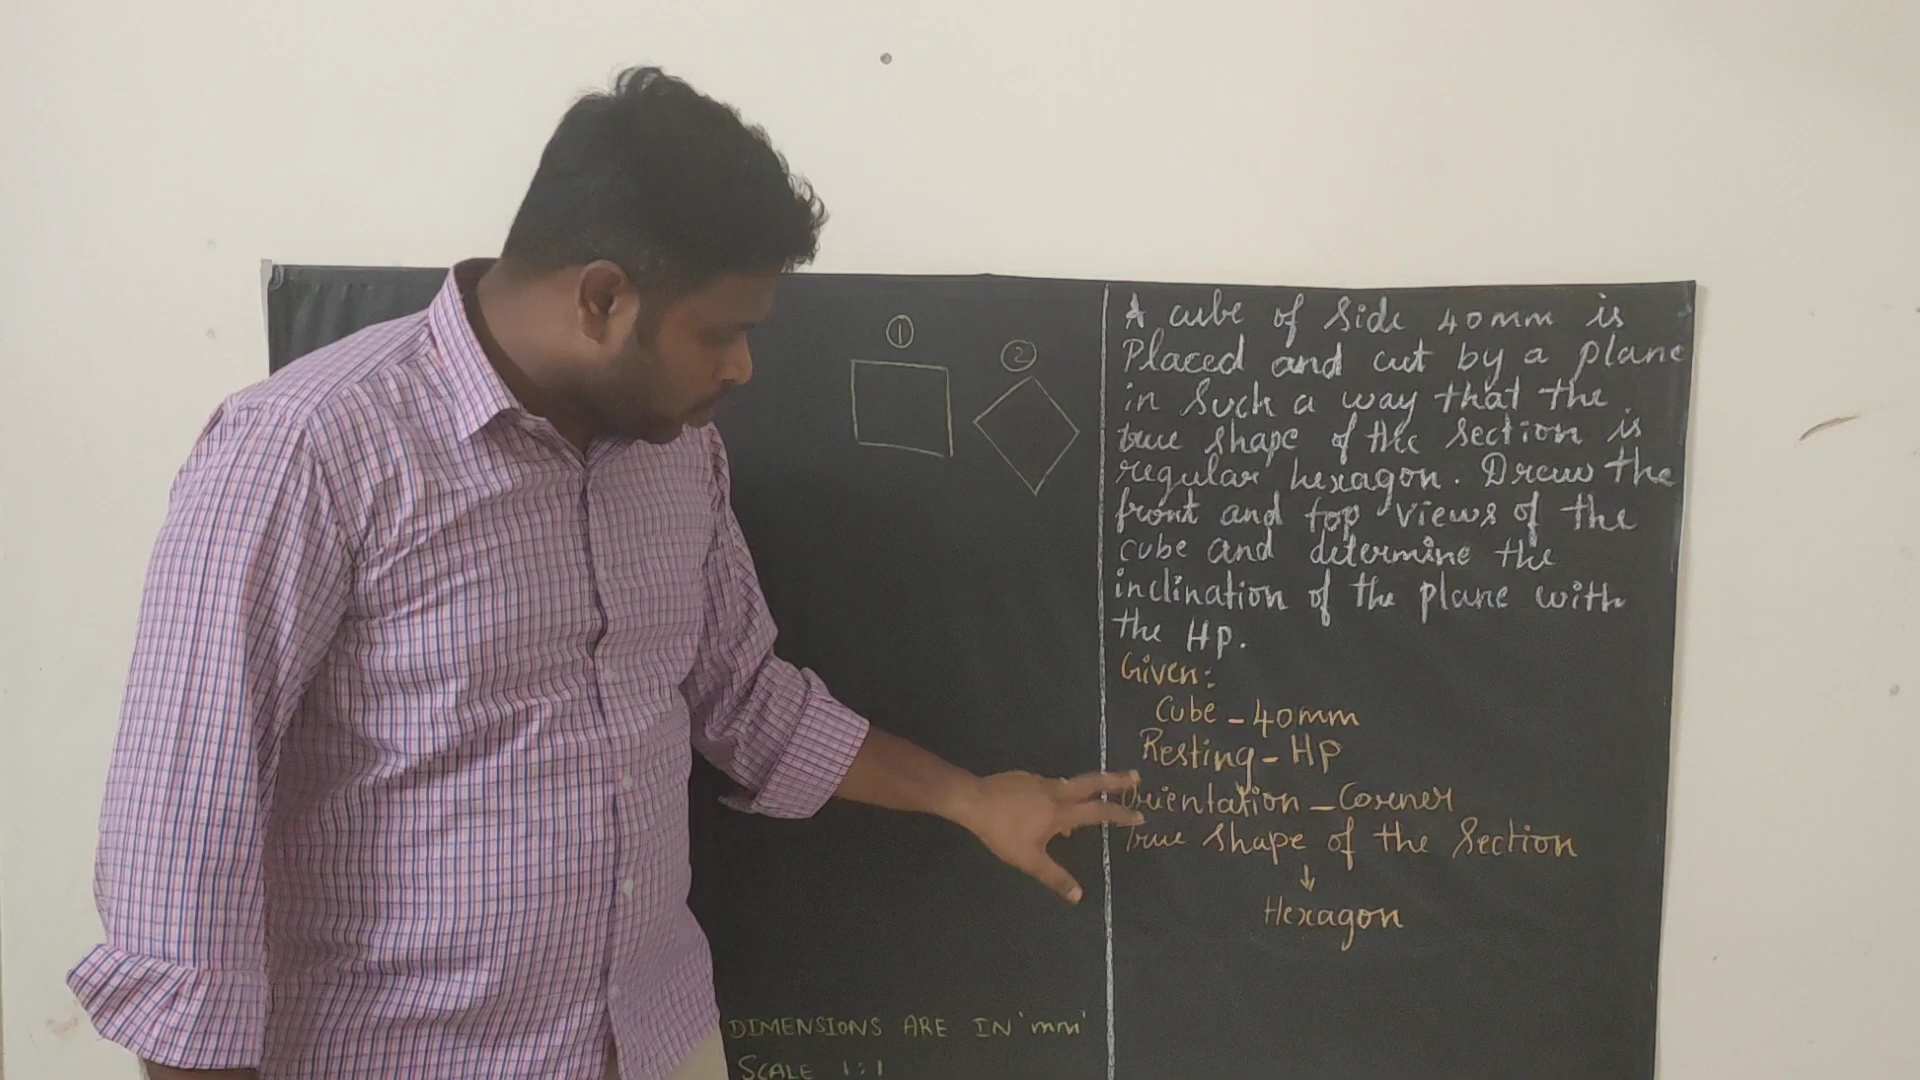 ①
②
A cube of side 40mm is
Placed and cut by a plane
in such a way that the
true shape of the section is
regular hexagon. Draw the
front and top views of the
cube and determine the
inclination of the plane with
the HP.
Given:
Cube - 40mm
Resting - HP
Orientation - Corner
True shape of the section
↓
Hexagon
DIMENSIONS ARE IN 'mm'
SCALE 1:1